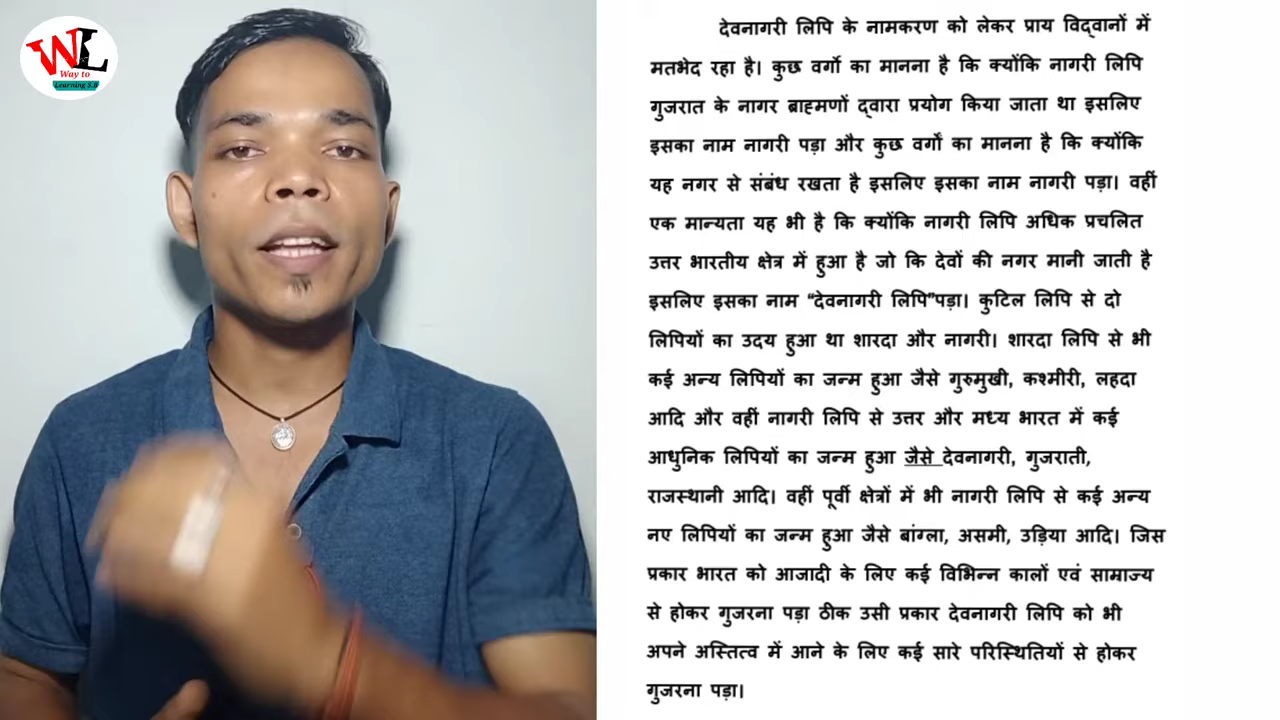 WL
Way to
Learning S.B
देवनागरी लिपि के नामकरण को लेकर प्राय विद्वानों में
मतभेद रहा है। कुछ वर्गो का मानना है कि क्योंकि नागरी लिपि
गुजरात के नागर ब्राह्मणों द्वारा प्रयोग किया जाता था इसलिए
इसका नाम नागरी पड़ा और कुछ वर्गों का मानना है कि क्योंकि
यह नगर से संबंध रखता है इसलिए इसका नाम नागरी पड़ा। वहीं
एक मान्यता यह भी है कि क्योंकि नागरी लिपि अधिक प्रचलित
उत्तर भारतीय क्षेत्र में हुआ है जो कि देवों की नगर मानी जाती है
इसलिए इसका नाम “देवनागरी लिपि”पड़ा। कुटिल लिपि से दो
लिपियों का उदय हुआ था शारदा और नागरी। शारदा लिपि से भी
कई अन्य लिपियों का जन्म हुआ जैसे गुरुमुखी, कश्मीरी, लहदा
आदि और वहीं नागरी लिपि से उत्तर और मध्य भारत में कई
आधुनिक लिपियों का जन्म हुआ जैसे देवनागरी, गुजराती,
राजस्थानी आदि। वहीं पूर्वी क्षेत्रों में भी नागरी लिपि से कई अन्य
नए लिपियों का जन्म हुआ जैसे बांग्ला, असमी, उड़िया आदि। जिस
प्रकार भारत को आजादी के लिए कई विभिन्न कालों एवं साम्राज्य
से होकर गुजरना पड़ा ठीक उसी प्रकार देवनागरी लिपि को भी
अपने अस्तित्व में आने के लिए कई सारे परिस्थितियों से होकर
गुजरना पड़ा।